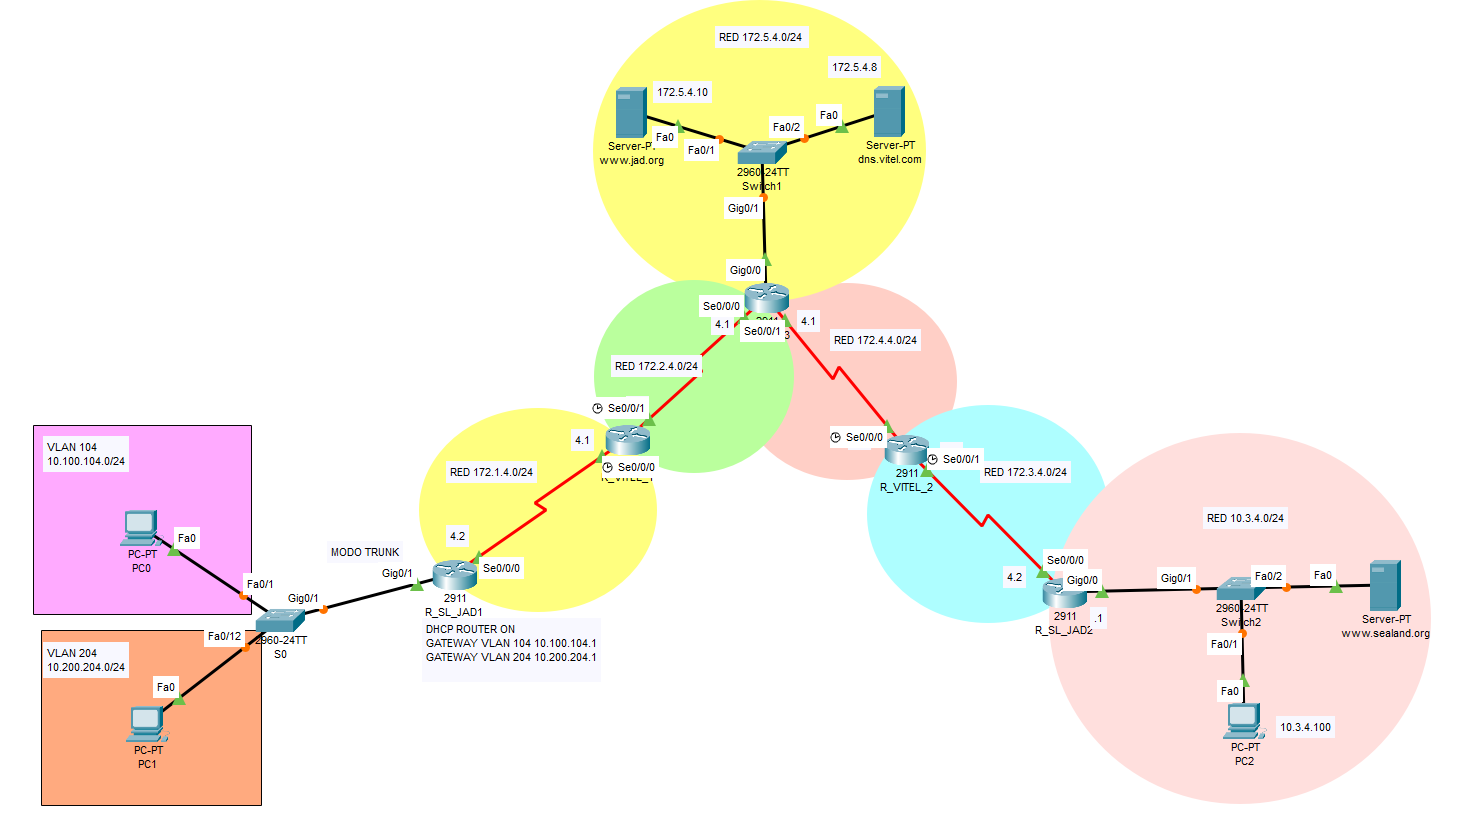 RED 172.5.4.0/24
172.5.4.8
172.5.4.10
Fa0
Fa0/2
Fa0
Fa0/1
Server-PT
www.jad.org
Server-PT
dns.vitel.com
2960-24TT
Switch1
Gig0/1
Gig0/0
Se0/0/0
4.1
2911
3
Se0/0/1
4.1
RED 172.4.4.0/24
RED 172.2.4.0/24
Se0/0/1
4.1
Se0/0/0
R_VITEL_1
RED 172.1.4.0/24
Se0/0/0
Se0/0/1
2911
R_VITEL_2
RED 172.3.4.0/24
VLAN 104
10.100.104.0/24
Fa0
PC-PT
PC0
Fa0/1
MODO TRUNK
Gig0/1
Gig0/1
4.2
Se0/0/0
2911
R_SL_JAD1
DHCP ROUTER ON
GATEWAY VLAN 104 10.100.104.1
GATEWAY VLAN 204 10.200.204.1
Fa0/12
2960-24TT
S0
VLAN 204
10.200.204.0/24
Fa0
PC-PT
PC1
RED 10.3.4.0/24
Se0/0/0
4.2
Gig0/0
2911
R_SL_JAD2
.1
Gig0/1
Fa0/2
Fa0
2960-24TT
Switch2
Server-PT
www.sealand.org
Fa0/1
Fa0
10.3.4.100
PC-PT
PC2